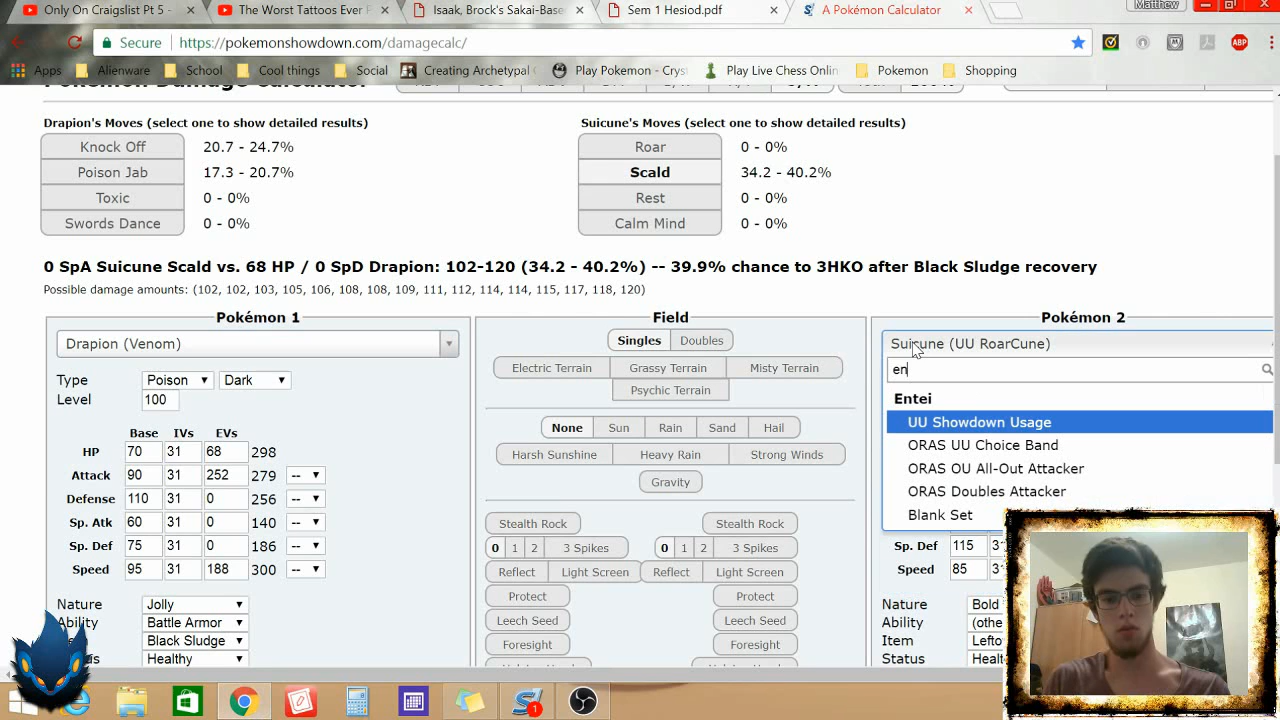 Only On Craigslist Pt 5 - × The Worst Tattoos Ever F × Isaak, Brock's Sakai-Base × Sem 1 Hesiod.pdf × A Pokémon Calculator × Matthew
Secure https://pokemonshowdown.com/damagecalc/ ABP
Apps Alienware School Cool things Social Creating Archetypal Play Pokemon - Crys Play Live Chess Onlin Pokemon Shopping
Drapion's Moves (select one to show detailed results) Suicune's Moves (select one to show detailed results)
Knock Off 20.7 - 24.7% Roar 0 - 0%
Poison Jab 17.3 - 20.7% Scald 34.2 - 40.2%
Toxic 0 - 0% Rest 0 - 0%
Swords Dance 0 - 0% Calm Mind 0 - 0%
0 SpA Suicune Scald vs. 68 HP / 0 SpD Drapion: 102-120 (34.2 - 40.2%) -- 39.9% chance to 3HKO after Black Sludge recovery
Possible damage amounts: (102, 102, 103, 105, 106, 108, 108, 109, 111, 112, 114, 114, 115, 117, 118, 120)
Pokémon 1 Field Pokémon 2
Drapion (Venom) Singles Doubles Suicune (UU RoarCune)
Electric Terrain Grassy Terrain Misty Terrain en
Type Poison Dark Psychic Terrain
Level 100 Entei
Base IVs EVs None Sun Rain Sand Hail UU Showdown Usage
HP 70 31 68 298 Harsh Sunshine Heavy Rain Strong Winds ORAS UU Choice Band
Attack 90 31 252 279 -- Gravity ORAS OU All-Out Attacker
Defense 110 31 0 256 -- ORAS Doubles Attacker
Sp. Atk 60 31 0 140 -- Stealth Rock Stealth Rock Blank Set
Sp. Def 75 31 0 186 -- 0 1 2 3 Spikes 0 1 2 3 Spikes Sp. Def 115
Speed 95 31 188 300 -- Reflect Light Screen Reflect Light Screen Speed 85
Protect Protect
Nature Jolly Leech Seed Leech Seed Nature Bold
Ability Battle Armor Foresight Foresight Ability (othe
Black Sludge Item Lefto
Healthy Status Healt
1